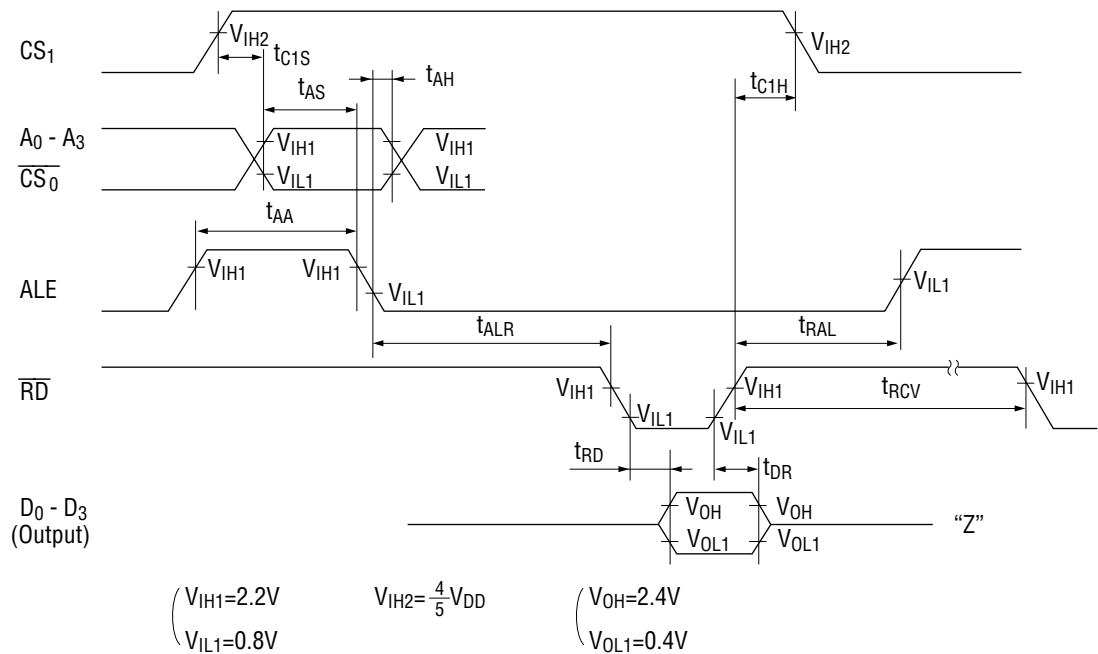 CS1 VIH2 VIH2
tC1S tAH tC1H
tAS
A0 - A3 VIH1 VIH1
CS0 VIL1 VIL1
tAA
VIH1 VIH1
ALE VIL1 VIL1
tALR tRAL
RD VIH1 VIH1 tRCV VIH1
VIL1 VIL1
tRD tDR
D0 - D3 VOH VOH
(Output) VOL1 VOL1 “Z”
VIH1=2.2V VIH2=4/5VDD VOH=2.4V
VIL1=0.8V VOL1=0.4V